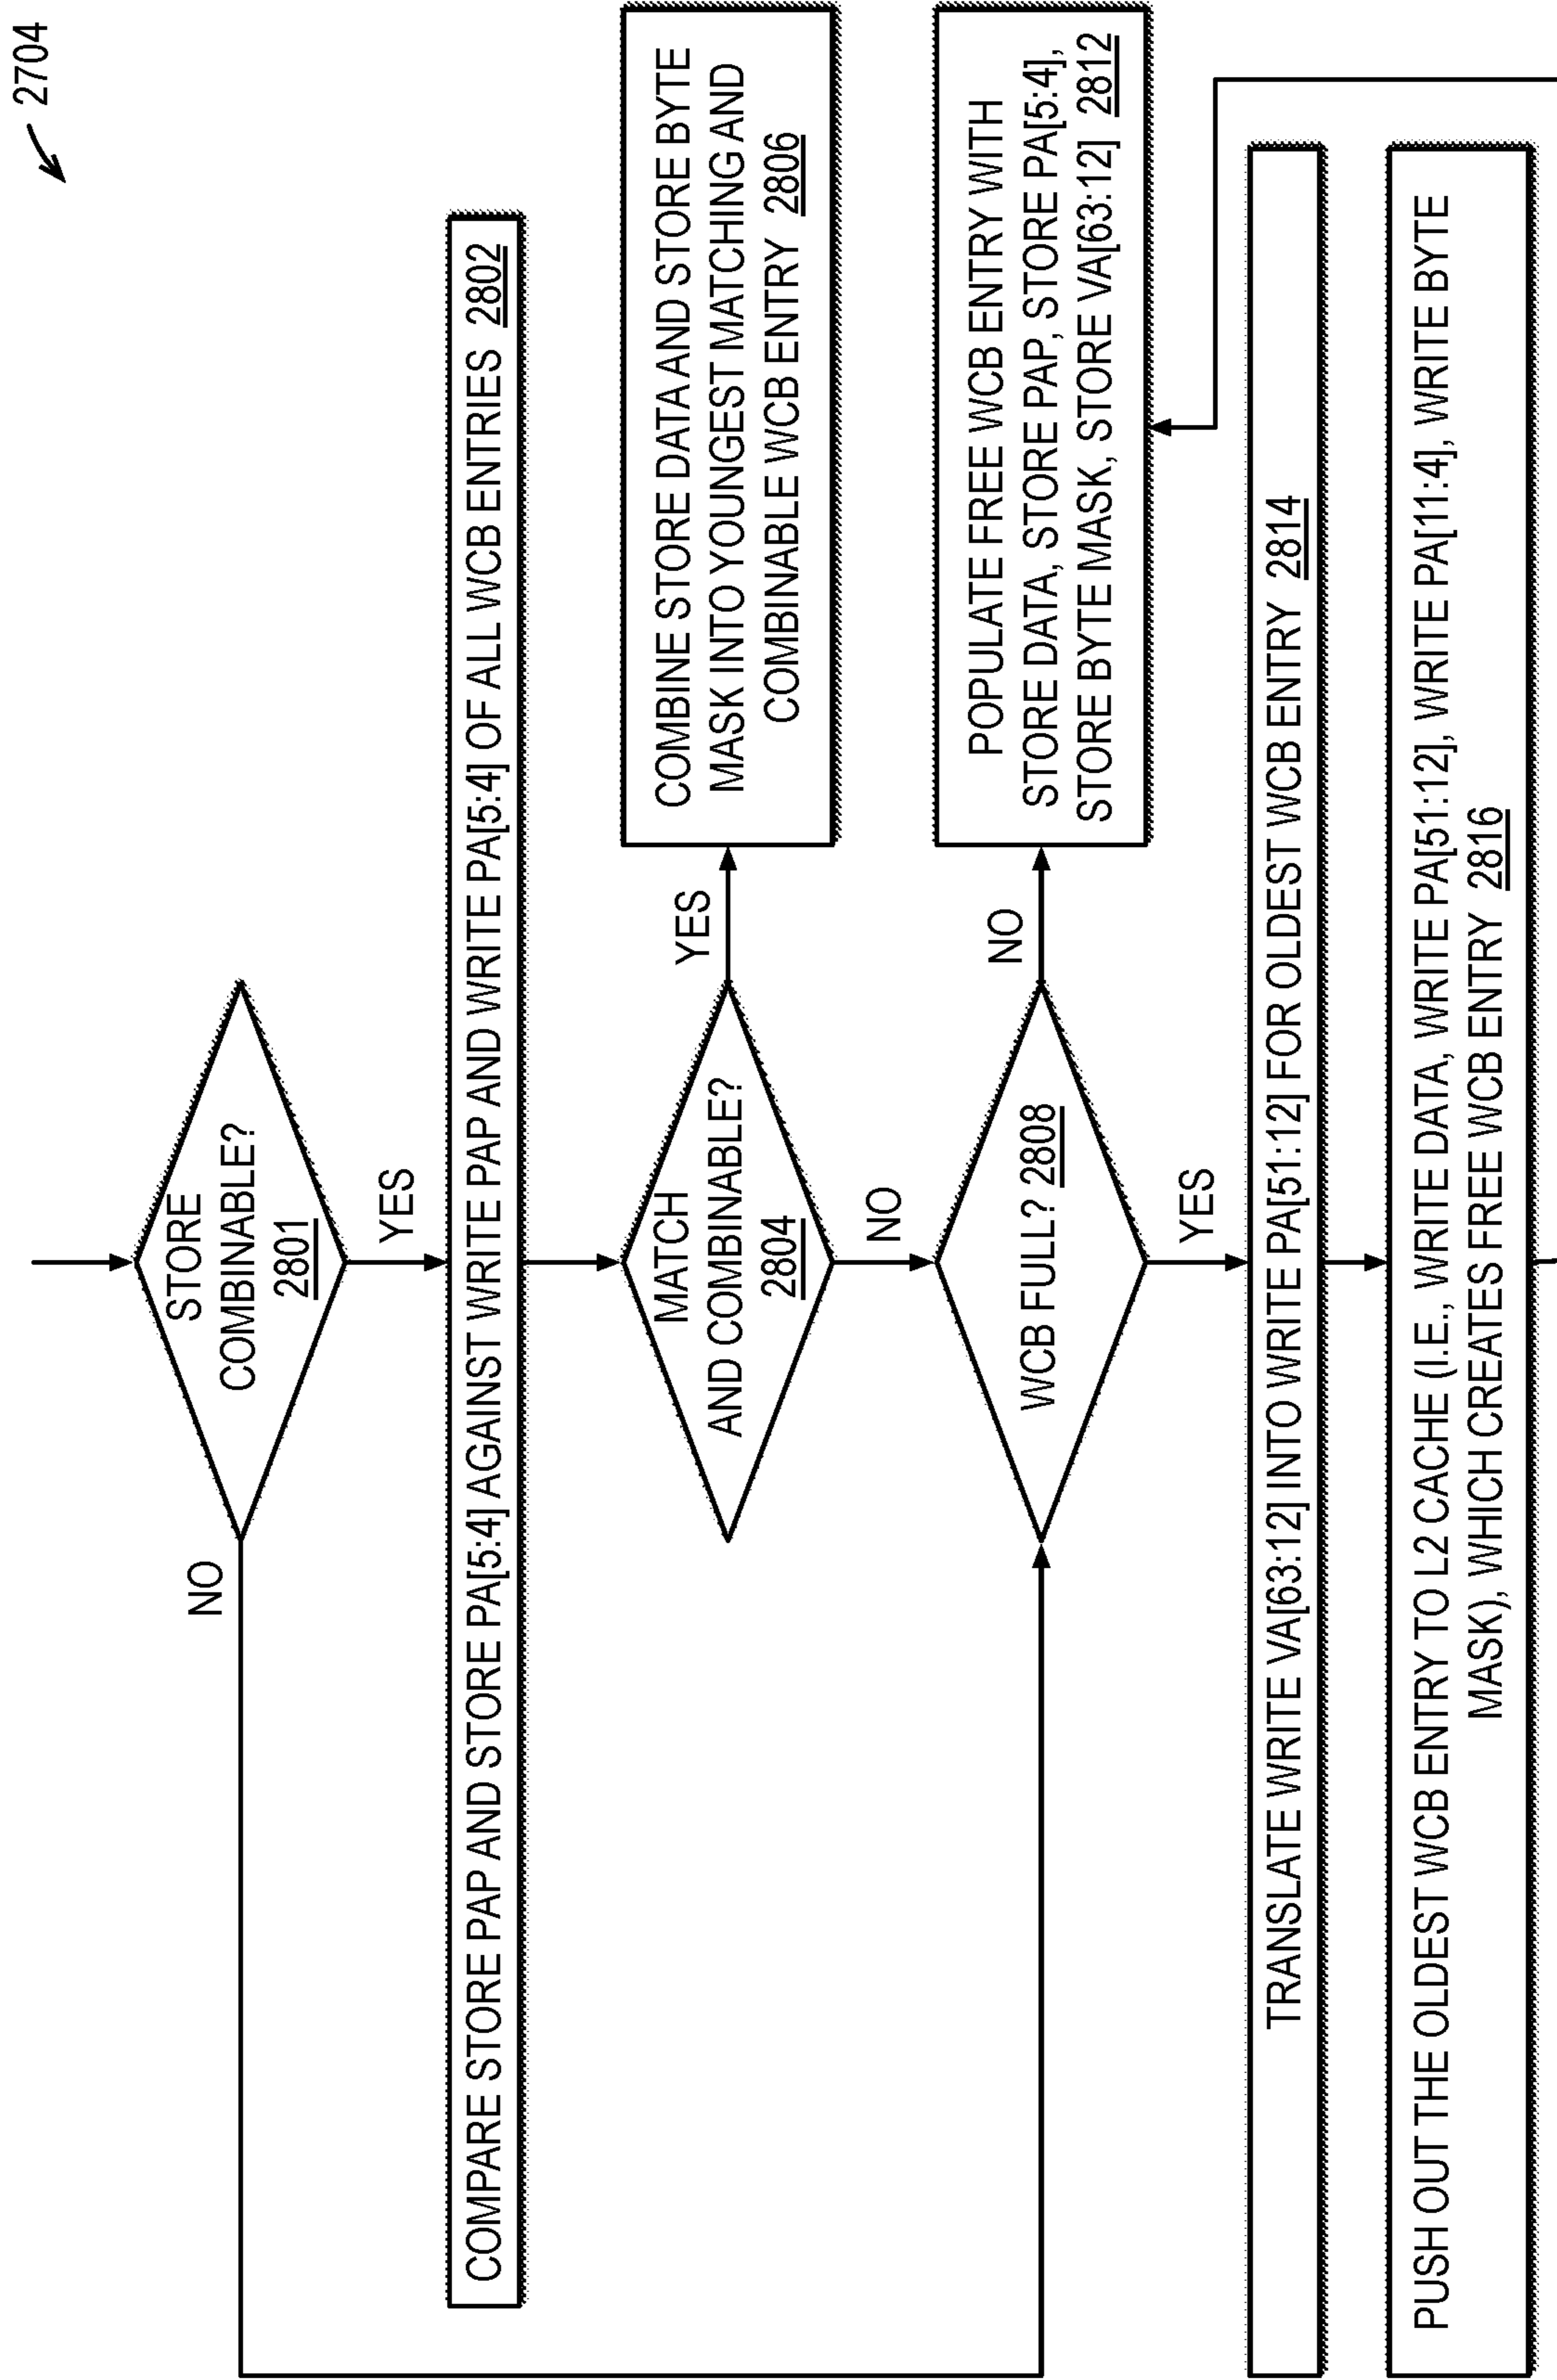 2704
STORE
COMBINABLE?
2801
NO
YES
COMPARE STORE PAP AND STORE PA[5:4] AGAINST WRITE PAP AND WRITE PA[5:4] OF ALL WCB ENTRIES 2802
MATCH
AND COMBINABLE?
2804
YES
COMBINE STORE DATA AND STORE BYTE
MASK INTO YOUNGEST MATCHING AND
COMBINABLE WCB ENTRY 2806
NO
WCB FULL? 2808
NO
POPULATE FREE WCB ENTRY WITH
STORE DATA, STORE PAP, STORE PA[5:4],
STORE BYTE MASK, STORE VA[63:12] 2812
YES
TRANSLATE WRITE VA[63:12] INTO WRITE PA[51:12] FOR OLDEST WCB ENTRY 2814
PUSH OUT THE OLDEST WCB ENTRY TO L2 CACHE (I.E., WRITE DATA, WRITE PA[51:12], WRITE PA[11:4], WRITE BYTE
MASK), WHICH CREATES FREE WCB ENTRY 2816